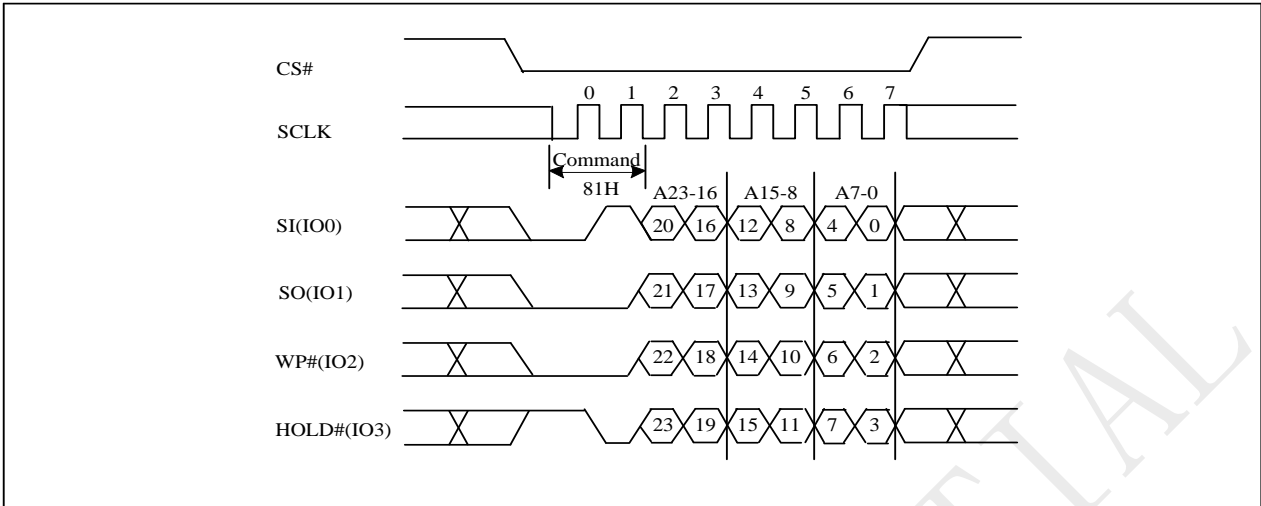 CS#
0 1 2 3 4 5 6 7
SCLK
Command
81H
A23-16 A15-8 A7-0
SI(IO0) 20 16 12 8 4 0
SO(IO1) 21 17 13 9 5 1
WP#(IO2) 22 18 14 10 6 2
HOLD#(IO3) 23 19 15 11 7 3
TIAL